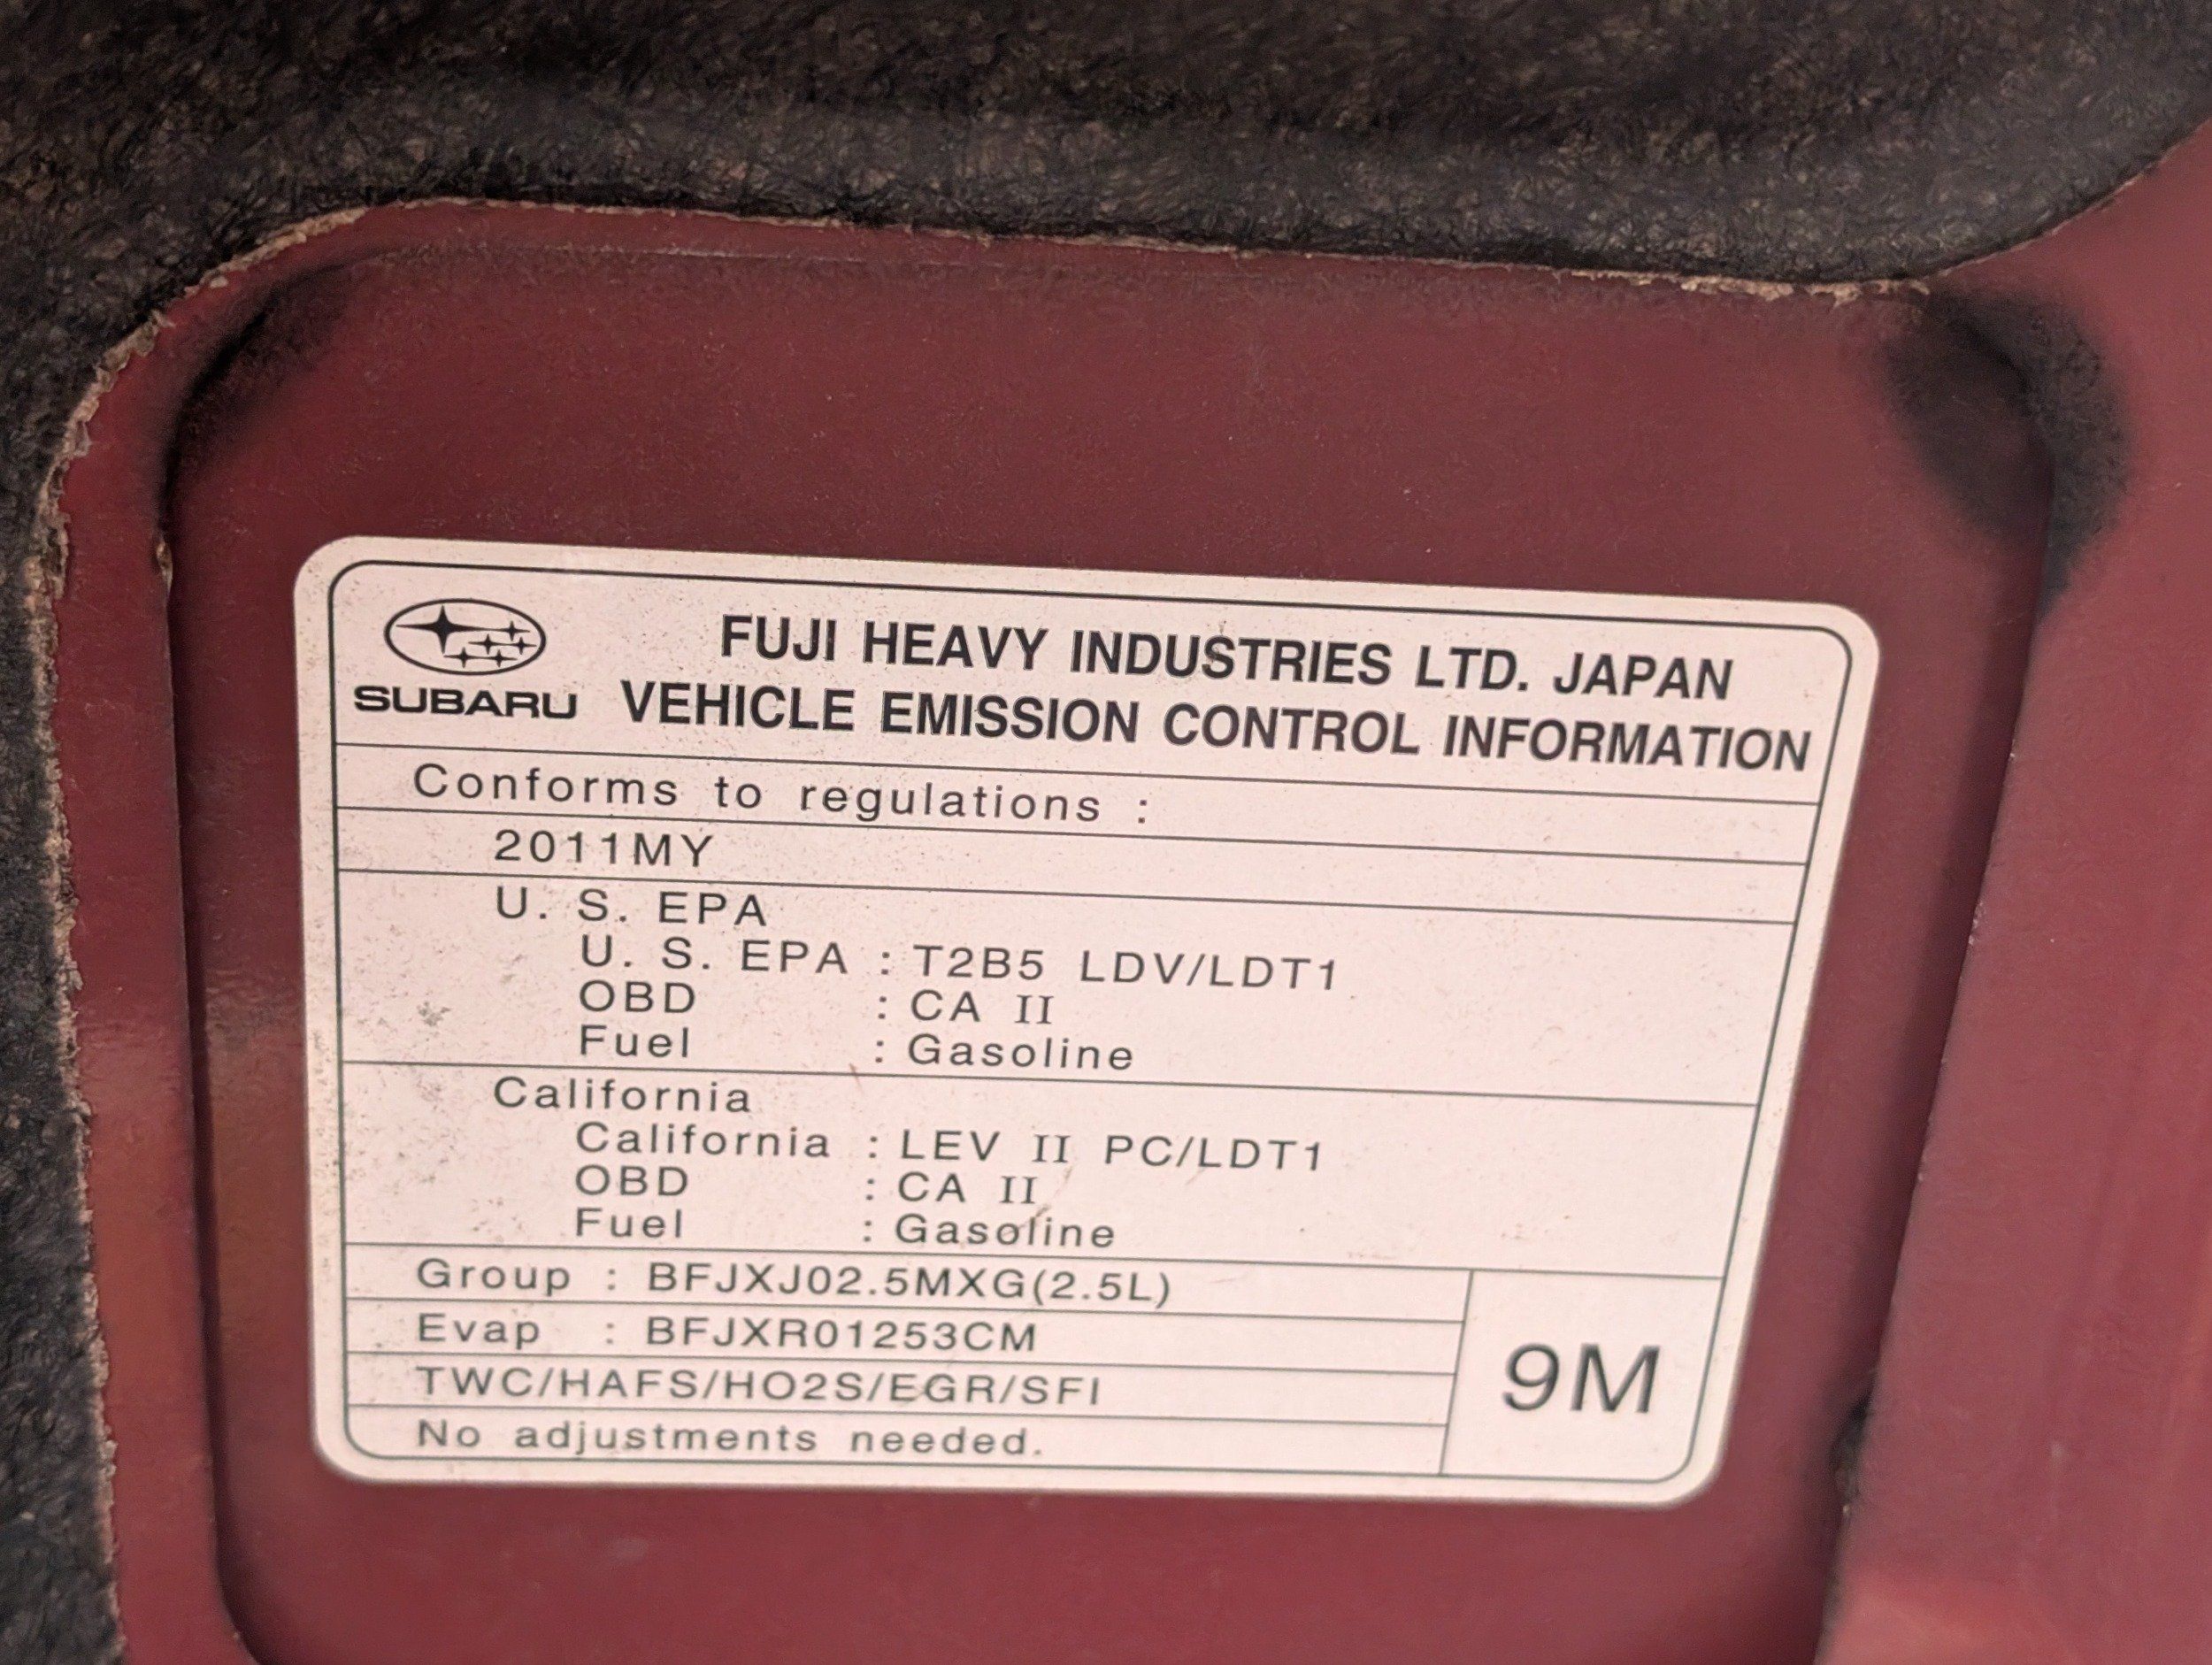 FUJI HEAVY INDUSTRIES LTD. JAPAN
SUBARU VEHICLE EMISSION CONTROL INFORMATION
Conforms to regulations :
2011MY
U. S. EPA
U. S. EPA : T2B5 LDV/LDT1
OBD : CA II
Fuel : Gasoline
California
California : LEV II PC/LDT1
OBD : CA II
Fuel : Gasoline
Group : BFJXJ02.5MXG(2.5L)
Evap : BFJXR01253CM
TWC/HAFS/HO2S/EGR/SFI
No adjustments needed.
9M